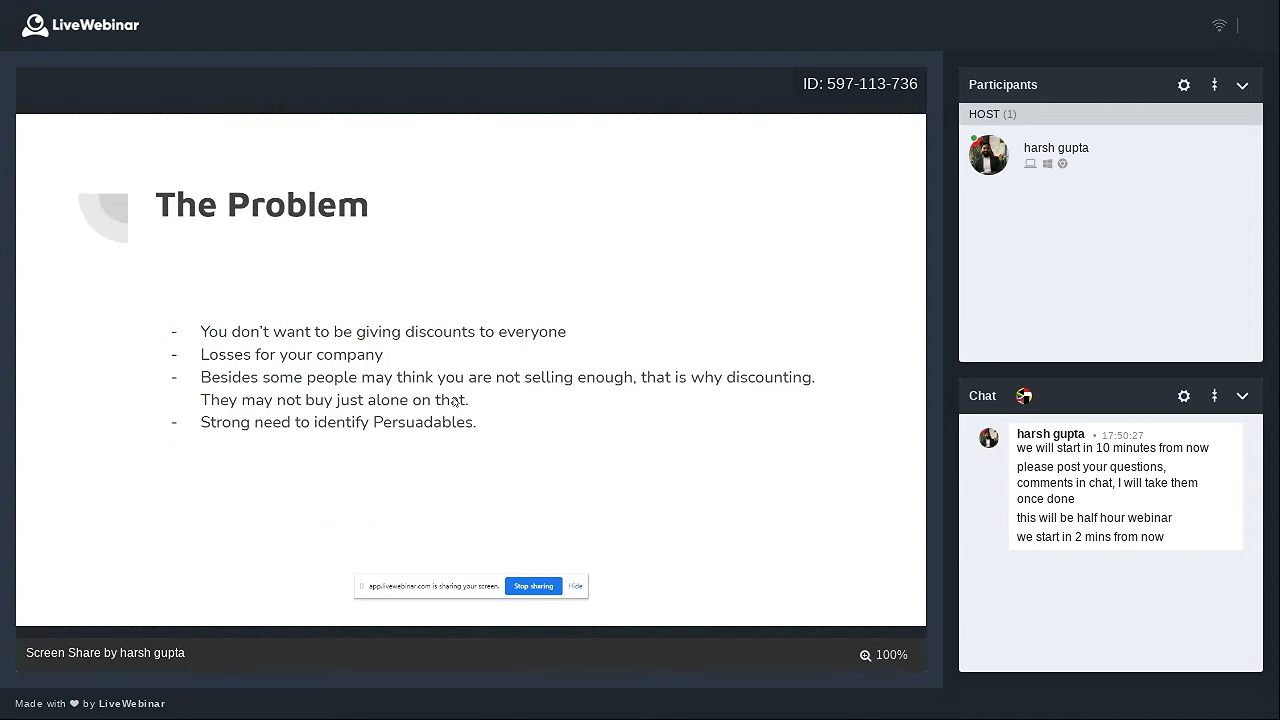 LiveWebinar
ID: 597-113-736
The Problem
- You don’t want to be giving discounts to everyone
- Losses for your company
- Besides some people may think you are not selling enough, that is why discounting.
They may not buy just alone on that.
- Strong need to identify Persuadables.
app.livewebinar.com is sharing your screen. Stop sharing Hide
Screen Share by harsh gupta
100%
Participants
HOST (1)
harsh gupta
Chat
harsh gupta • 17:50:27
we will start in 10 minutes from now
please post your questions,
comments in chat, I will take them
once done
this will be half hour webinar
we start in 2 mins from now
Made with ❤ by LiveWebinar